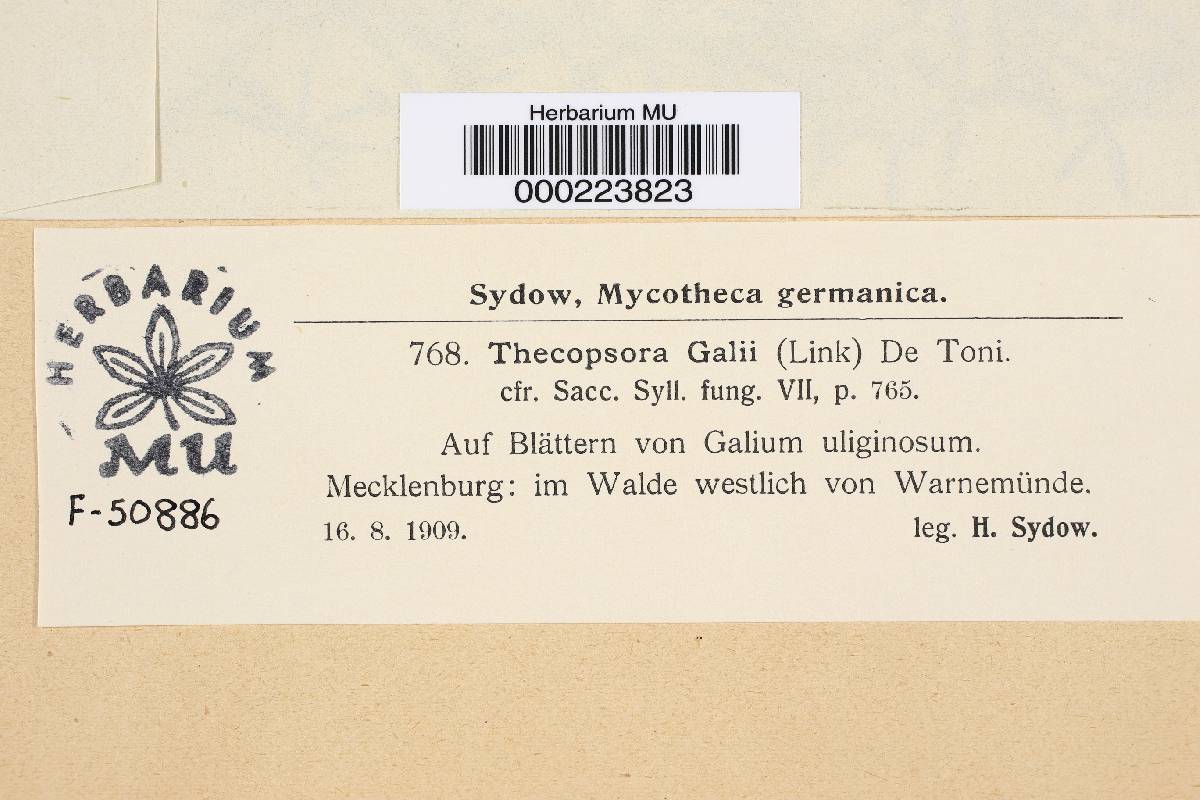 Herbarium MU
000223823
HERBARIUM
MU
F-50886
Sydow, Mycotheca germanica.
768. Thecopsora Galii (Link) De Toni.
cfr. Sacc. Syll. fung. VII, p. 765.
Auf Blättern von Galium uliginosum.
Mecklenburg: im Walde westlich von Warnemünde.
16. 8. 1909. leg. H. Sydow.